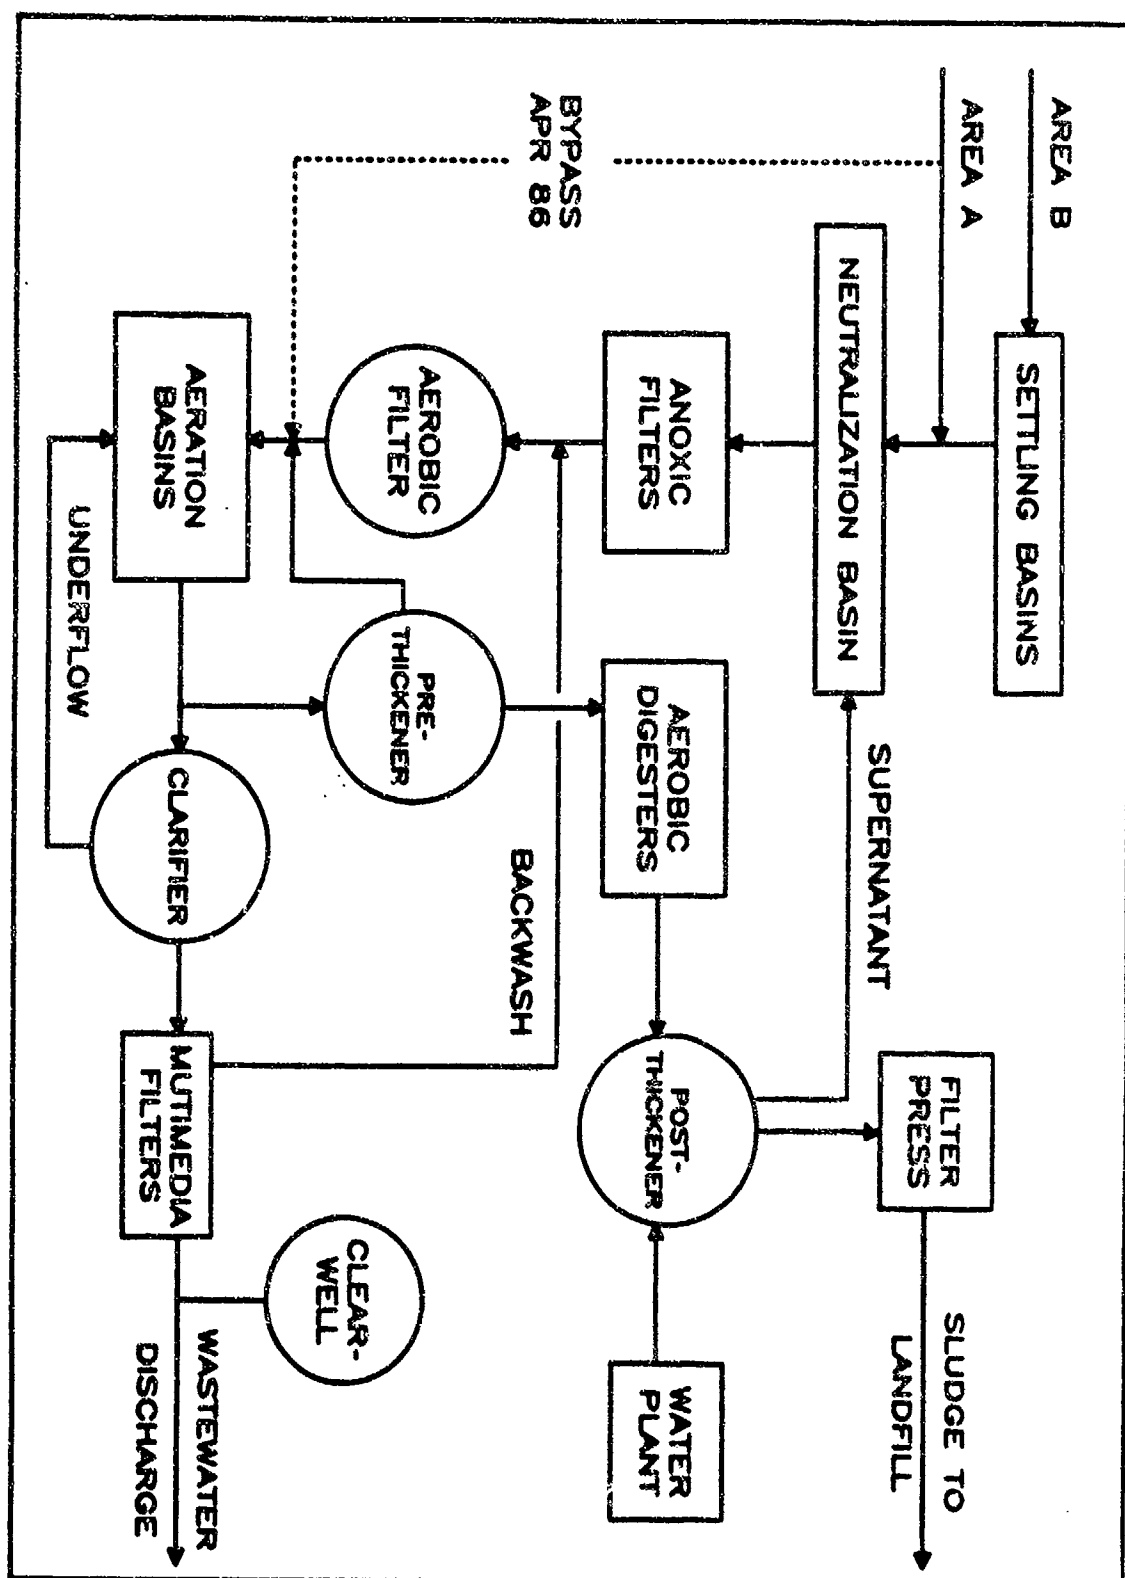 AREA B
SETTLING BASINS
AREA A
NEUTRALIZATION BASIN
SUPERNATANT
FILTER
PRESS
SLUDGE TO
LANDFILL
BYPASS
APR 86
ANOXIC
FILTERS
AEROBIC
DIGESTERS
POST-
THICKENER
WATER
PLANT
AEROBIC
FILTER
PRE-
THICKENER
BACKWASH
CLEAR-
WELL
AERATION
BASINS
UNDERFLOW
CLARIFIER
MUTIMEDIA
FILTERS
WASTEWATER
DISCHARGE